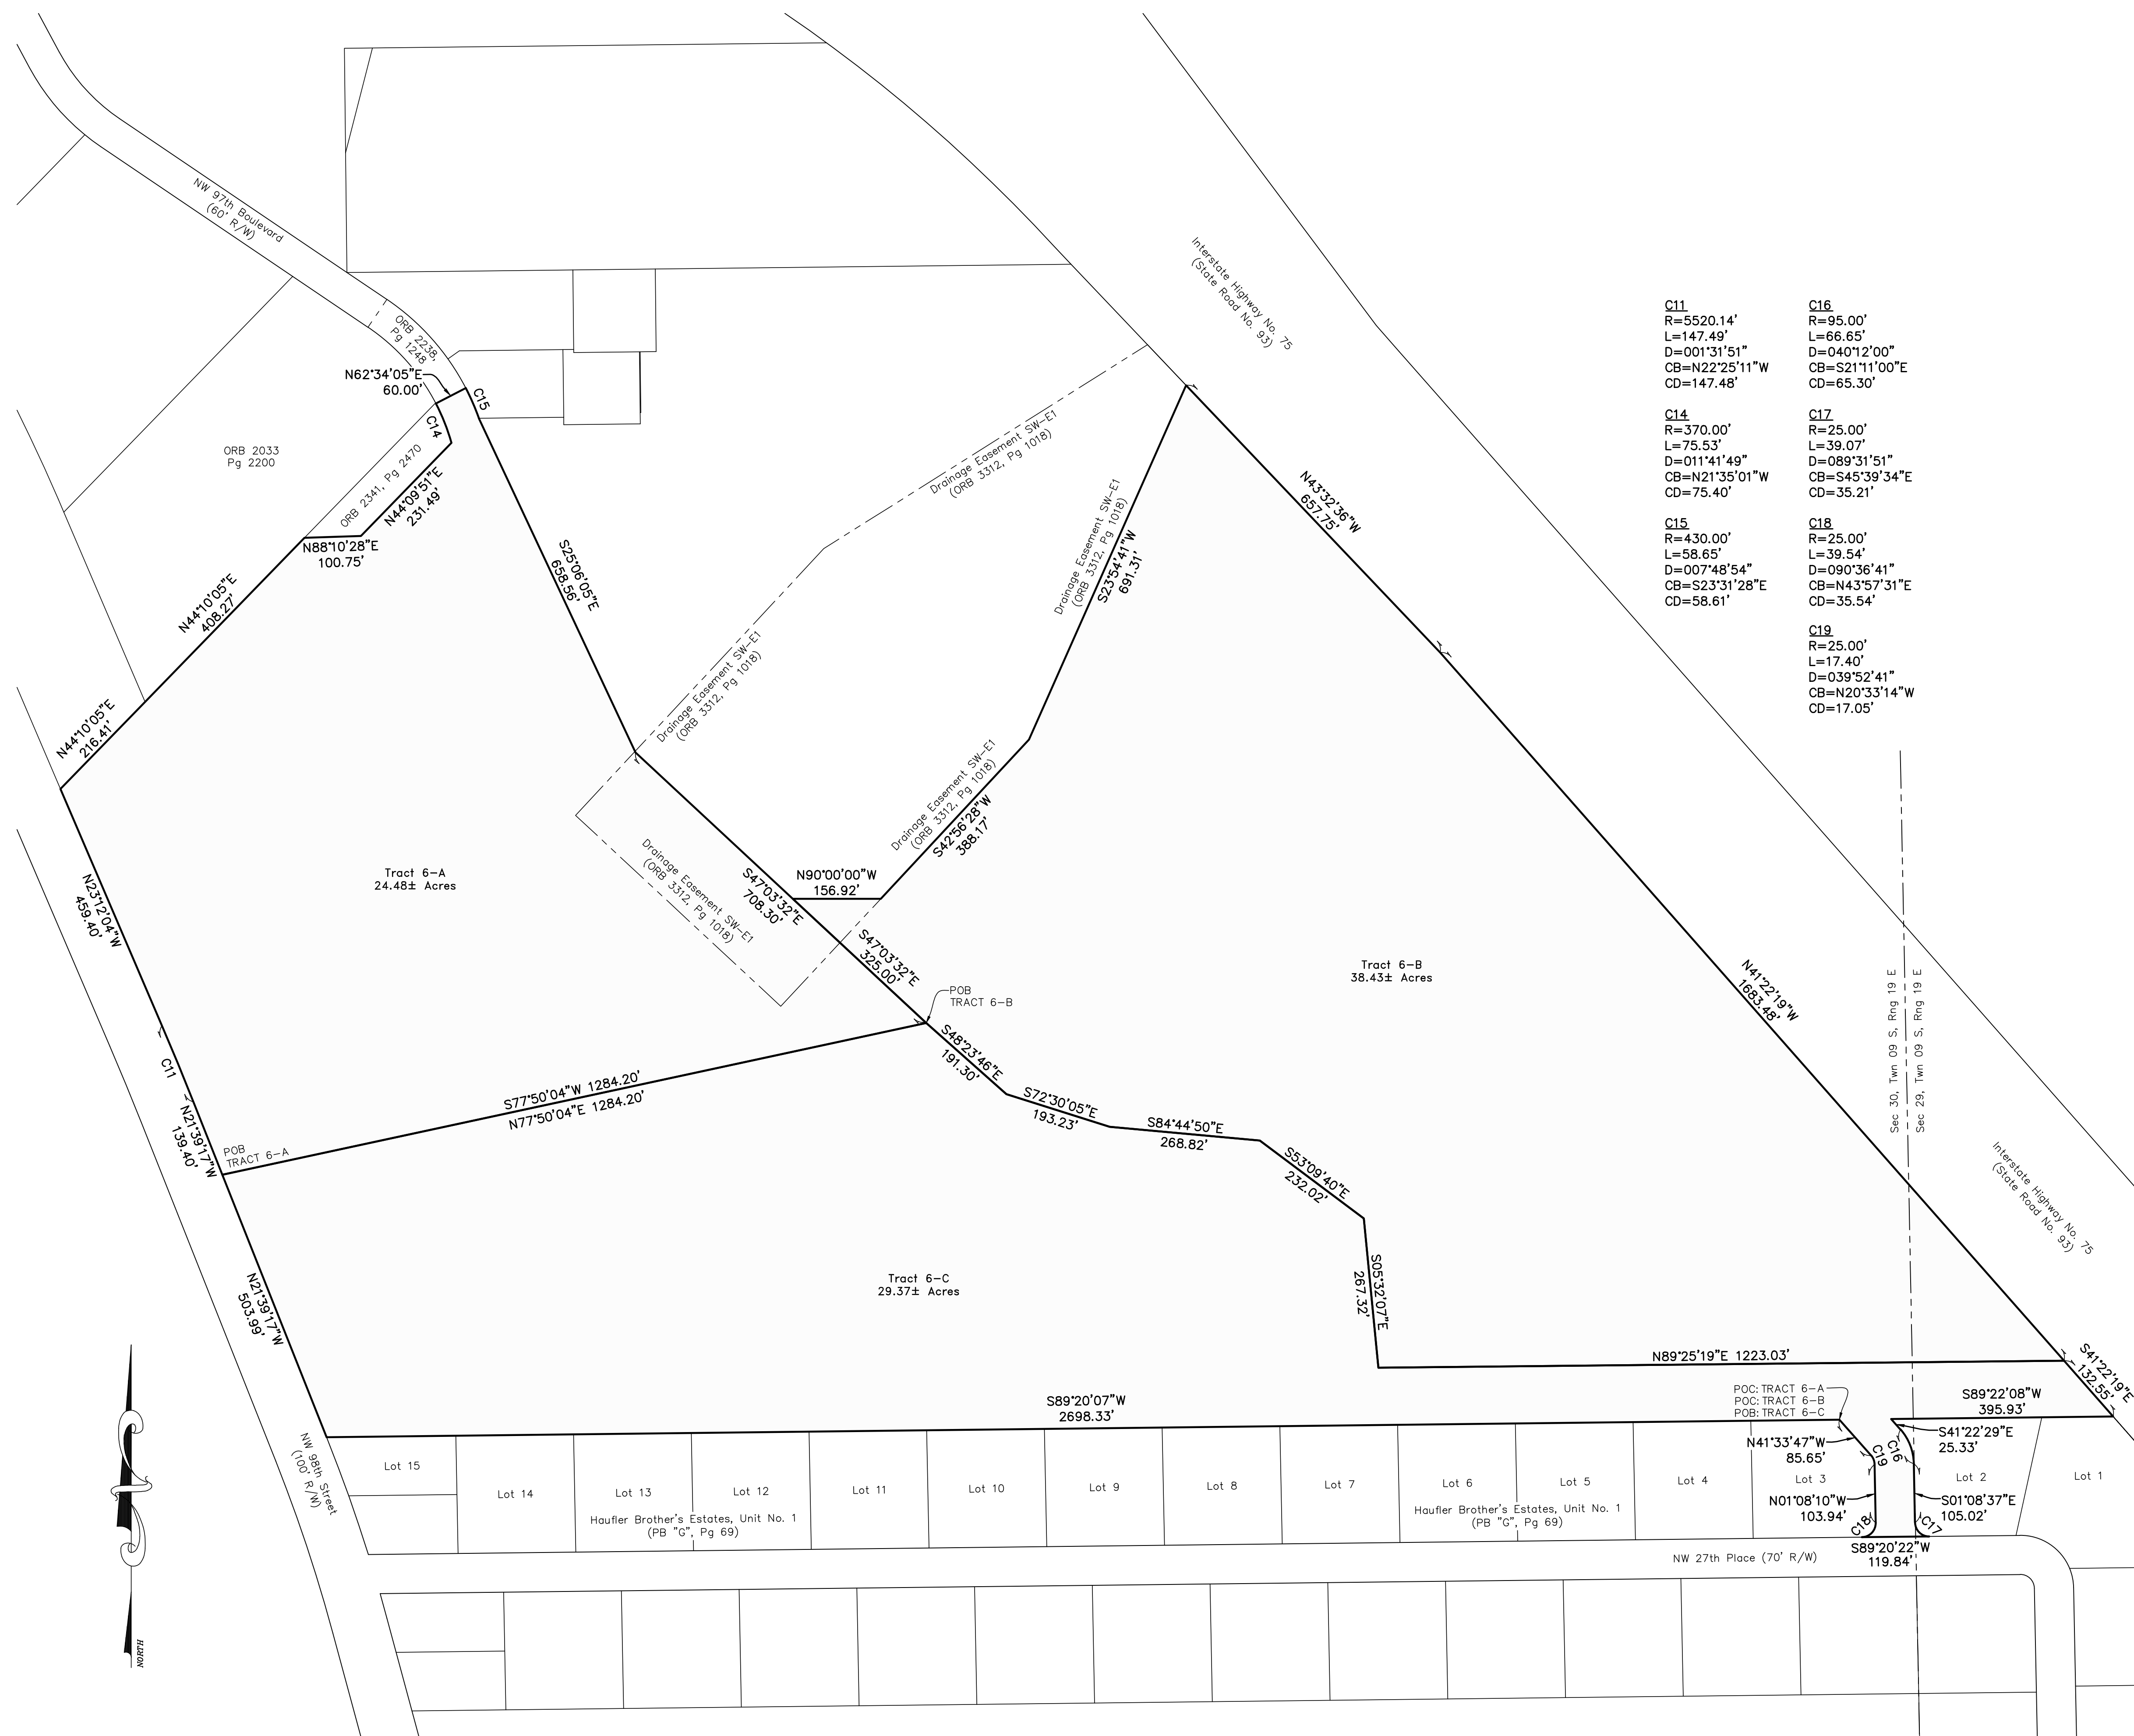 NW 97th Boulevard
(60' R/W)
ORB 2238,
Pg 1248
N62°34'05"E
60.00'
C15
C14
ORB 2033
Pg 2200
ORB 2341, Pg 2470
N44°09'51"E
231.49'
N88°10'28"E
100.75'
N44°10'05"E
408.27'
N44°10'05"E
216.41'
S25°06'05"E
658.56'
Interstate Highway No. 75
(State Road No. 93)
Drainage Easement SW-E1
(ORB 3312, Pg 1018)
Drainage Easement SW-E1
(ORB 3312, Pg 1018)
S23°54'41"W
691.31'
N43°32'36"W
657.75'
C11
R=5520.14'
L=147.49'
D=001°31'51"
CB=N22°25'11"W
CD=147.48'
C14
R=370.00'
L=75.53'
D=011°41'49"
CB=N21°35'01"W
CD=75.40'
C15
R=430.00'
L=58.65'
D=007°48'54"
CB=S23°31'28"E
CD=58.61'
C16
R=95.00'
L=66.65'
D=040°12'00"
CB=S21°11'00"E
CD=65.30'
C17
R=25.00'
L=39.07'
D=089°31'51"
CB=S45°39'34"E
CD=35.21'
C18
R=25.00'
L=39.54'
D=090°36'41"
CB=N43°57'31"E
CD=35.54'
C19
R=25.00'
L=17.40'
D=039°52'41"
CB=N20°33'14"W
CD=17.05'
Drainage Easement SW-E1
(ORB 3312, Pg 1018)
Drainage Easement SW-E1
(ORB 3312, Pg 1018)
S42°56'28"W
388.17'
Drainage Easement SW-E1
(ORB 3312, Pg 1018)
S47°03'32"E
708.30'
N90°00'00"W
156.92'
S47°03'32"E
325.00'
Tract 6-A
24.48± Acres
N23°12'04"W
459.40'
C11
N21°39'17"W
139.40'
POB
TRACT 6-A
POB
TRACT 6-B
S77°50'04"W 1284.20'
N77°50'04"E 1284.20'
S48°23'46"E
191.30'
S72°30'05"E
193.23'
S84°44'50"E
268.82'
S53°09'40"E
232.02'
S05°32'07"E
267.32'
Tract 6-B
38.43± Acres
N41°22'19"W
1683.48'
Sec 30, Twn 09 S, Rng 19 E
Sec 29, Twn 09 S, Rng 19 E
Interstate Highway No. 75
(State Road No. 93)
Tract 6-C
29.37± Acres
N21°39'17"W
503.99'
N89°25'19"E 1223.03'
S41°22'19"E
132.55'
S89°20'07"W
2698.33'
POC: TRACT 6-A
POC: TRACT 6-B
POB: TRACT 6-C
S89°22'08"W
395.93'
S41°22'29"E
25.33'
N41°33'47"W
85.65'
C19
C16
N01°08'10"W
103.94'
S01°08'37"E
105.02'
C18
C17
S89°20'22"W
119.84'
NW 98th Street
(100' R/W)
Lot 15
Lot 14
Lot 13
Lot 12
Lot 11
Lot 10
Lot 9
Lot 8
Lot 7
Lot 6
Lot 5
Lot 4
Lot 3
Lot 2
Lot 1
Haufler Brother's Estates, Unit No. 1
(PB "G", Pg 69)
Haufler Brother's Estates, Unit No. 1
(PB "G", Pg 69)
NW 27th Place (70' R/W)
NORTH